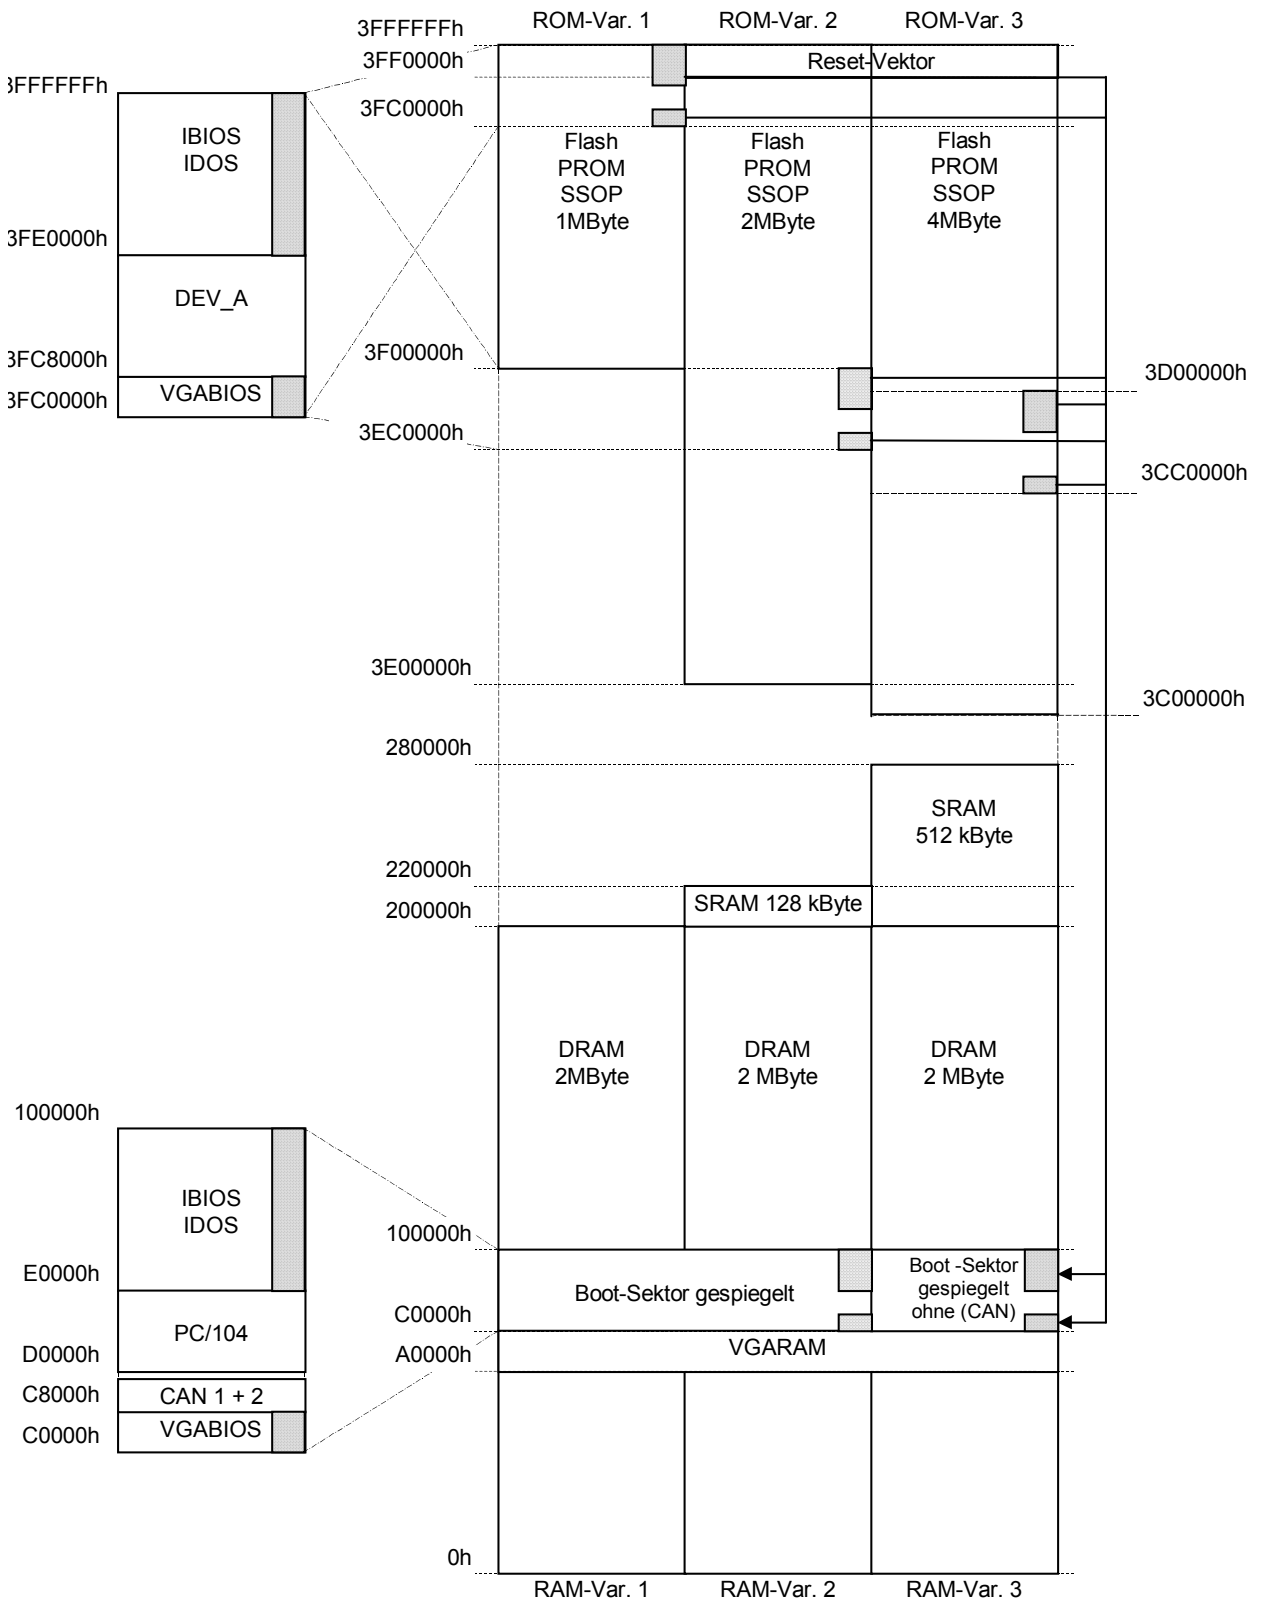 ROM-Var. 1
ROM-Var. 2
ROM-Var. 3
3FFFFFFh
3FF0000h
Reset-Vektor
3FFFFFFh
3FC0000h
IBIOS
IDOS
Flash
PROM
SSOP
1MByte
Flash
PROM
SSOP
2MByte
Flash
PROM
SSOP
4MByte
3FE0000h
DEV_A
3FC8000h
VGABIOS
3FC0000h
3F00000h
3D00000h
3EC0000h
3CC0000h
3E00000h
3C00000h
280000h
SRAM
512 kByte
220000h
SRAM 128 kByte
200000h
DRAM
2MByte
DRAM
2 MByte
DRAM
2 MByte
100000h
IBIOS
IDOS
100000h
E0000h
Boot-Sektor gespiegelt
Boot -Sektor
gespiegelt
ohne (CAN)
C0000h
PC/104
D0000h
A0000h
VGARAM
C8000h
CAN 1 + 2
VGABIOS
C0000h
0h
RAM-Var. 1
RAM-Var. 2
RAM-Var. 3